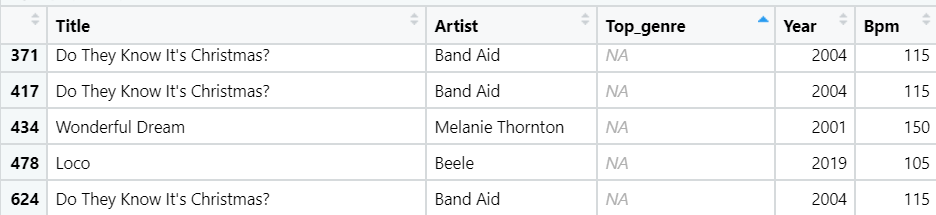 Title Artist Top_genre Year Bpm
371 Do They Know It's Christmas? Band Aid NA 2004 115
417 Do They Know It's Christmas? Band Aid NA 2004 115
434 Wonderful Dream Melanie Thornton NA 2001 150
478 Loco Beele NA 2019 105
624 Do They Know It's Christmas? Band Aid NA 2004 115